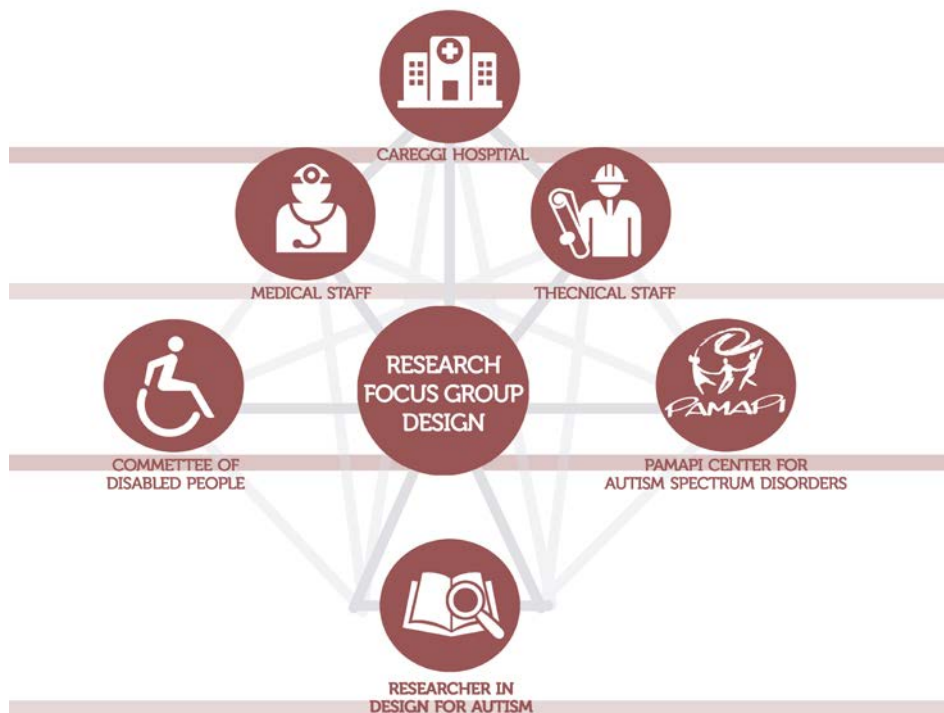 CAREGGI HOSPITAL
MEDICAL STAFF
THECNICAL STAFF
RESEARCH
FOCUS GROUP
DESIGN
PAMAPI
COMMETTEE OF
DISABLED PEOPLE
PAMAPI CENTER FOR
AUTISM SPECTRUM DISORDERS
RESEARCHER IN
DESIGN FOR AUTISM